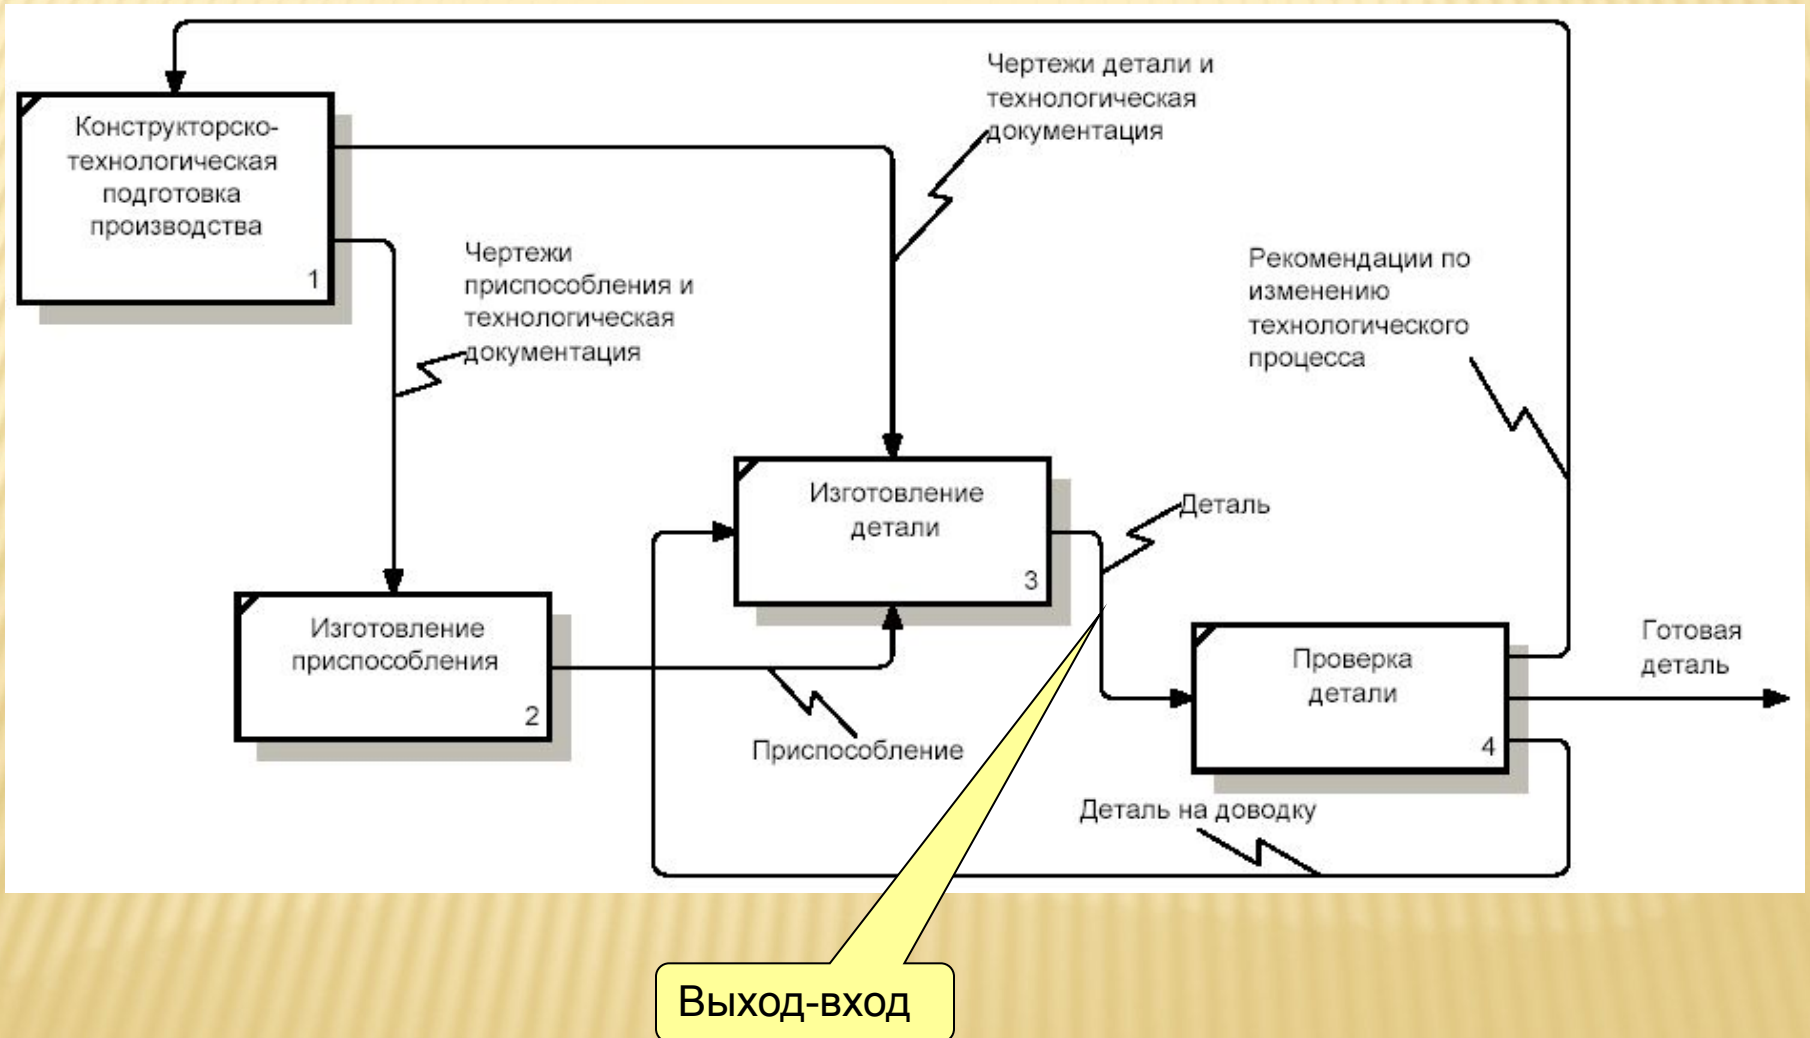 Конструкторско-
технологическая
подготовка
производства
1
Чертежи детали и
технологическая
документация
Чертежи
приспособления и
технологическая
документация
Рекомендации по
изменению
технологического
процесса
Изготовление
детали
3
Деталь
Изготовление
приспособления
2
Приспособление
Проверка
детали
4
Готовая
деталь
Деталь на доводку
Выход-вход